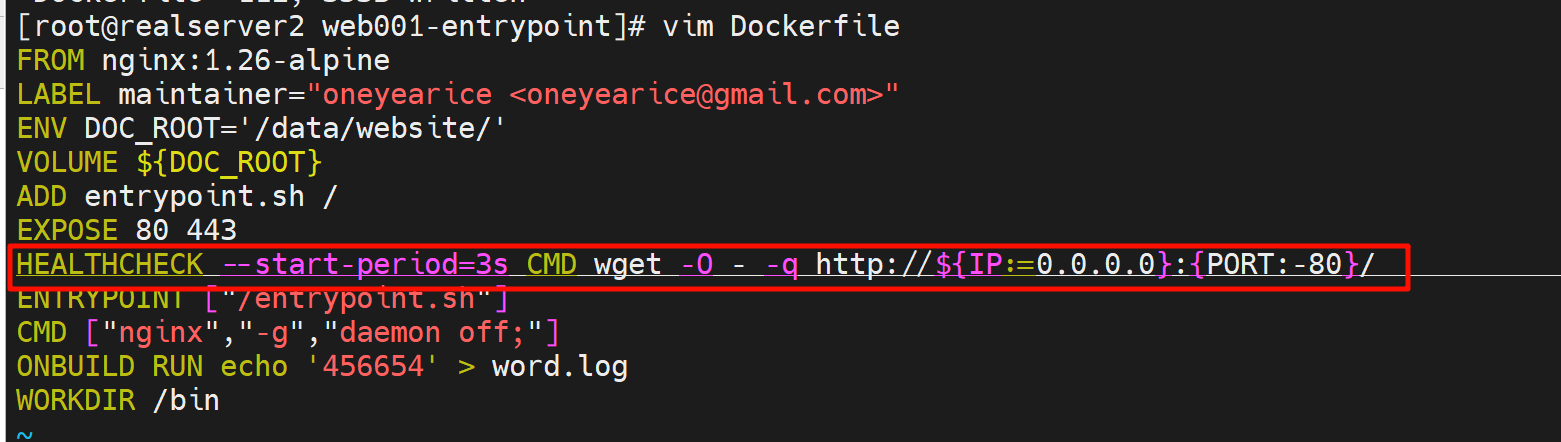 [root@realserver2 web001-entrypoint]# vim Dockerfile
FROM nginx:1.26-alpine
LABEL maintainer="oneyearice <oneyearice@gmail.com>"
ENV DOC_ROOT='/data/website/'
VOLUME ${DOC_ROOT}
ADD entrypoint.sh /
EXPOSE 80 443
HEALTHCHECK --start-period=3s CMD wget -O - -q http://${IP:=0.0.0.0}:{PORT:-80}/
ENTRYPOINT ["/entrypoint.sh"]
CMD ["nginx","-g","daemon off;"]
ONBUILD RUN echo '456654' > word.log
WORKDIR /bin
~